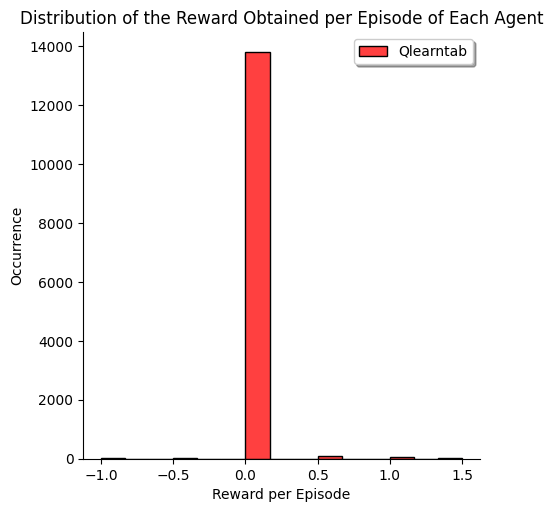 Distribution of the Reward Obtained per Episode of Each Agent
Qlearntab
14000
12000
10000
8000
6000
4000
2000
0
Occurrence
−1.0 −0.5 0.0 0.5 1.0 1.5
Reward per Episode